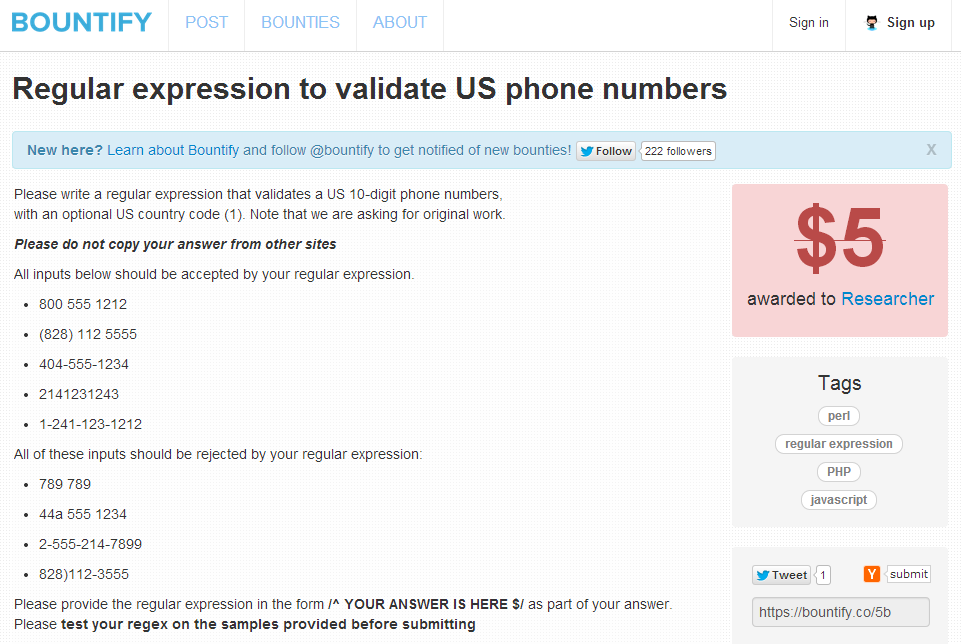 BOUNTIFY POST BOUNTIES ABOUT Sign in Sign up
Regular expression to validate US phone numbers
New here? Learn about Bountify and follow @bountify to get notified of new bounties! Follow 222 followers X
Please write a regular expression that validates a US 10-digit phone numbers,
with an optional US country code (1). Note that we are asking for original work.
Please do not copy your answer from other sites
All inputs below should be accepted by your regular expression.
800 555 1212
(828) 112 5555
404-555-1234
2141231243
1-241-123-1212
All of these inputs should be rejected by your regular expression:
789 789
44a 555 1234
2-555-214-7899
828)112-3555
Please provide the regular expression in the form /^ YOUR ANSWER IS HERE $/ as part of your answer.
Please test your regex on the samples provided before submitting
$5
awarded to Researcher
Tags
perl
regular expression
PHP
javascript
Tweet 1 Y submit
https://bountify.co/5b